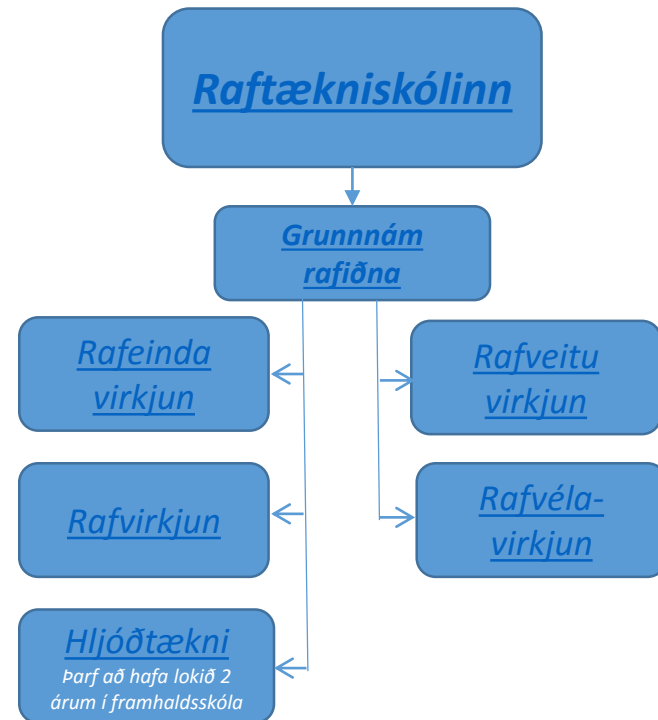 Raftækniskólinn
Grunnnám
rafiðna
Rafeinda
virkjun
Rafveitu
virkjun
Rafvirkjun
Rafvéla-
virkjun
Hljóðtækni
Þarf að hafa lokið 2
árum í framhaldsskóla